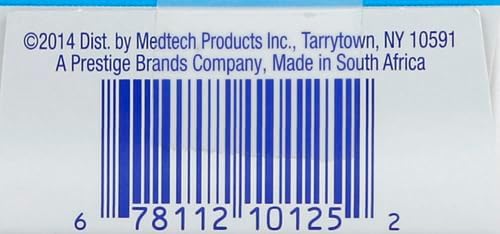 ©2014 Dist. by Medtech Products Inc., Tarrytown, NY 10591
A Prestige Brands Company, Made in South Africa
6 78112 10125 2